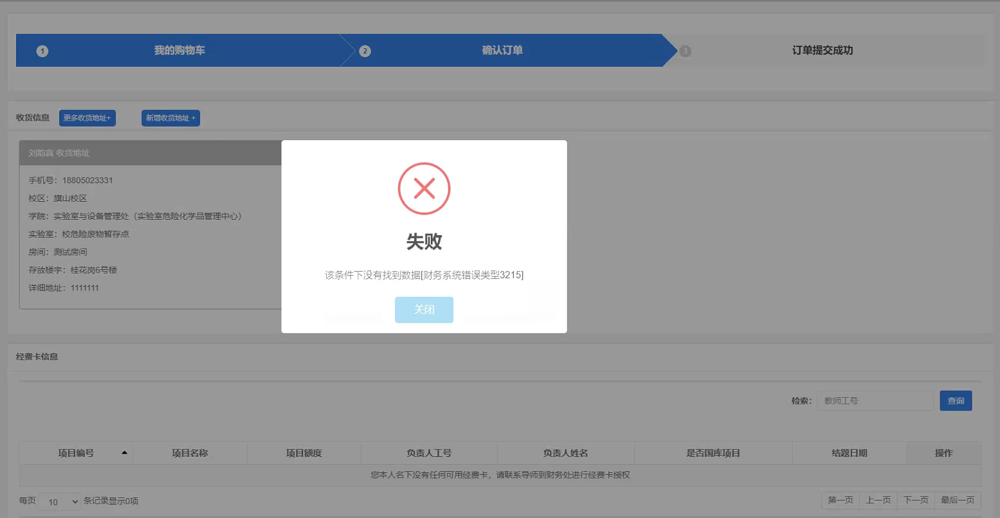 1 我的购物车 2 确认订单 3 订单提交成功
收货信息 更多收货地址+ 新增收货地址 +
刘韵真 收货地址
手机号：18805023331
校区：旗山校区
学院：实验室与设备管理处（实验室危险化学品管理中心）
实验室：校危险废物暂存点
房间：测试房间
存放楼宇：桂花岗6号楼
详细地址：1111111
失败
该条件下没有找到数据[财务系统错误类型3215]
关闭
经费卡信息
检索： 教师工号 查询
项目编号 项目名称 项目额度 负责人工号 负责人姓名 是否国库项目 结题日期 操作
您本人名下没有任何可用经费卡，请联系导师到财务处进行经费卡授权
每页 10 条记录显示0项 第一页 上一页 下一页 最后一页